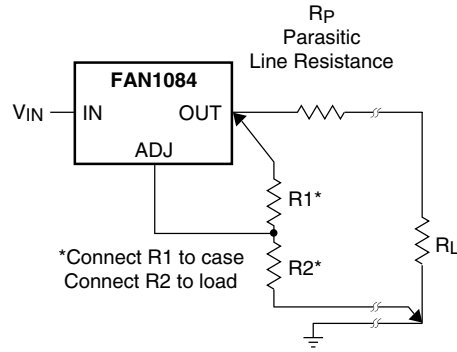 RP
Parasitic
Line Resistance
FAN1084
VIN
IN
OUT
ADJ
R1*
*Connect R1 to case
Connect R2 to load
R2*
RL